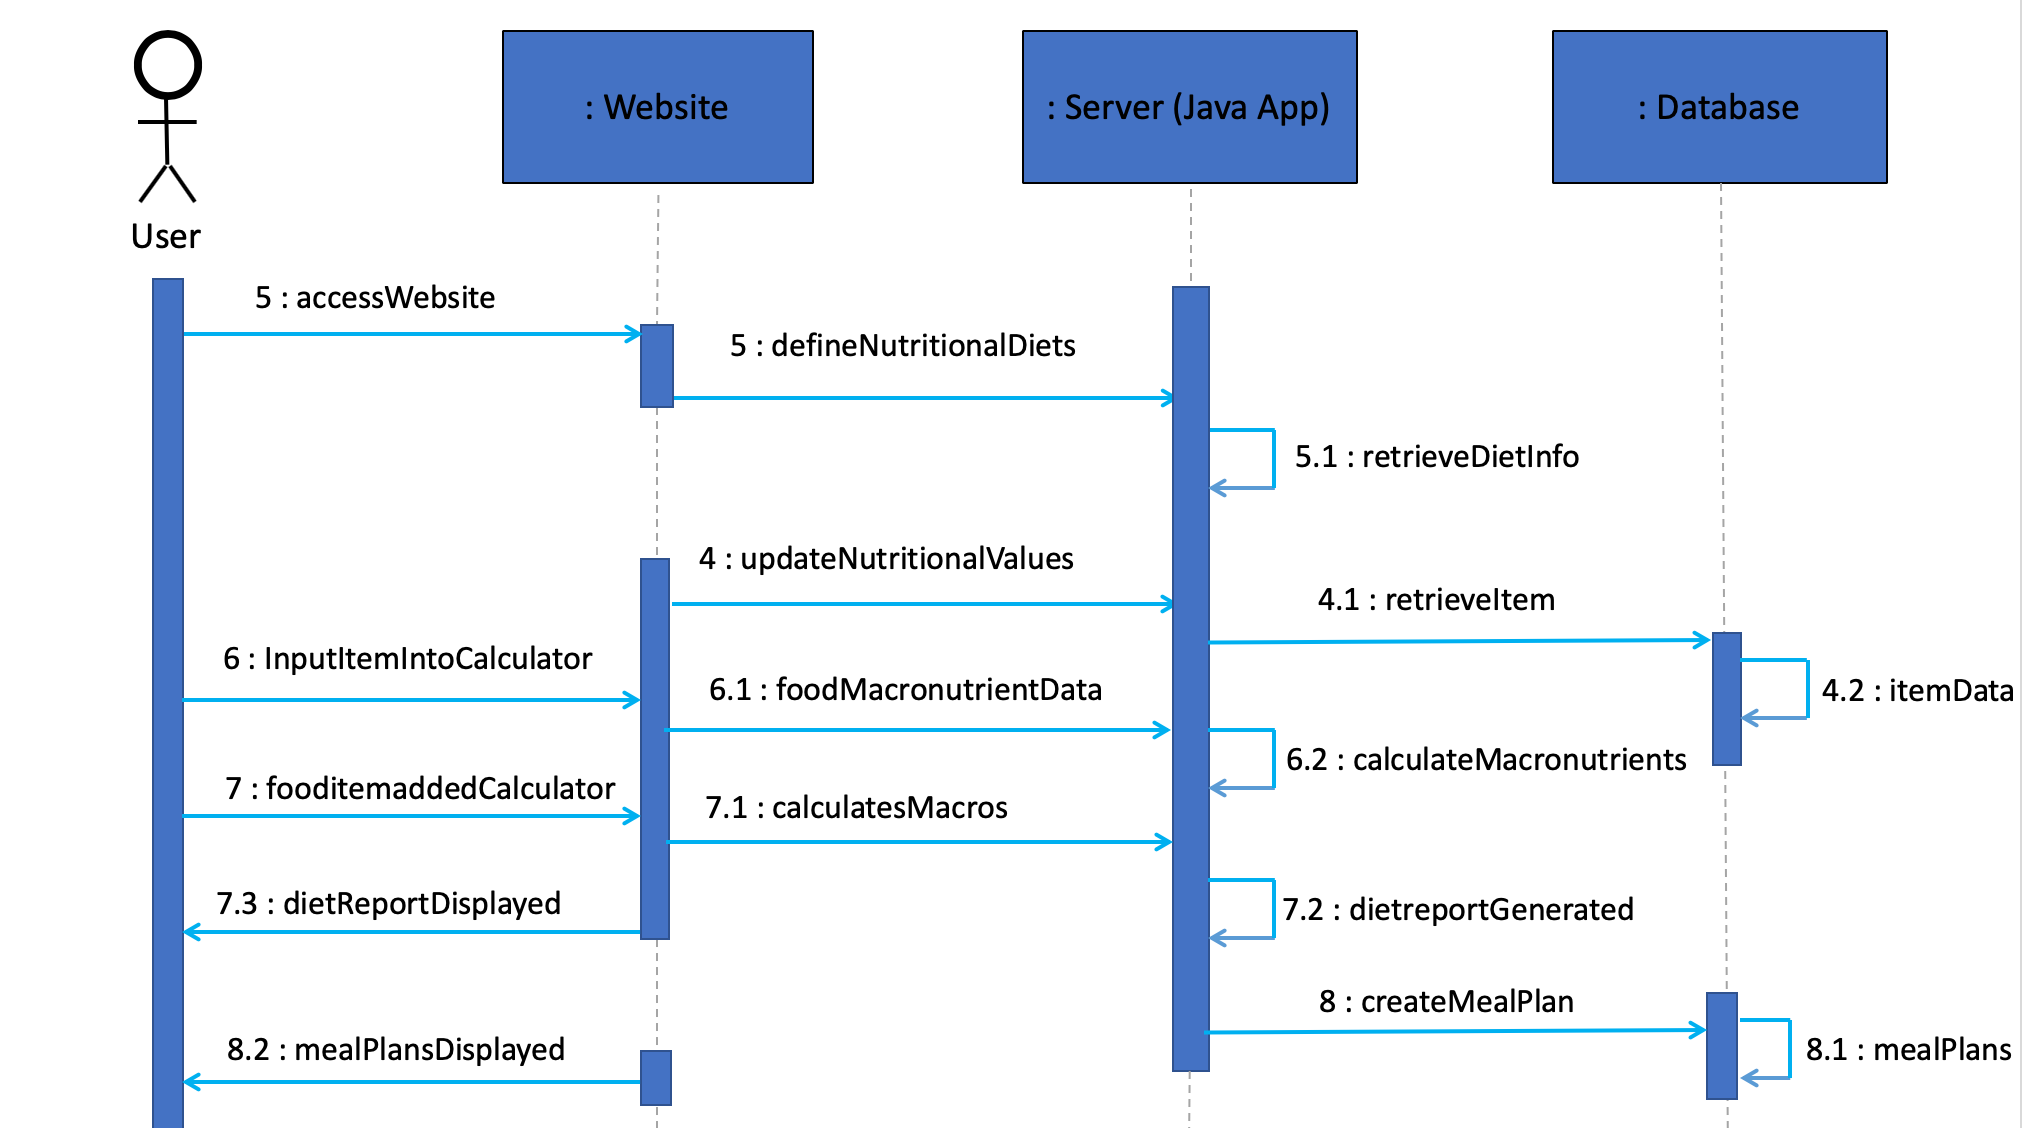 : Website
: Server (Java App)
: Database
User
5 : accessWebsite
5 : defineNutritionalDiets
5.1 : retrieveDietInfo
4 : updateNutritionalValues
4.1 : retrieveItem
6 : InputItemIntoCalculator
6.1 : foodMacronutrientData
4.2 : itemData
6.2 : calculateMacronutrients
7 : fooditemaddedCalculator
7.1 : calculatesMacros
7.3 : dietReportDisplayed
7.2 : dietreportGenerated
8 : createMealPlan
8.2 : mealPlansDisplayed
8.1 : mealPlans